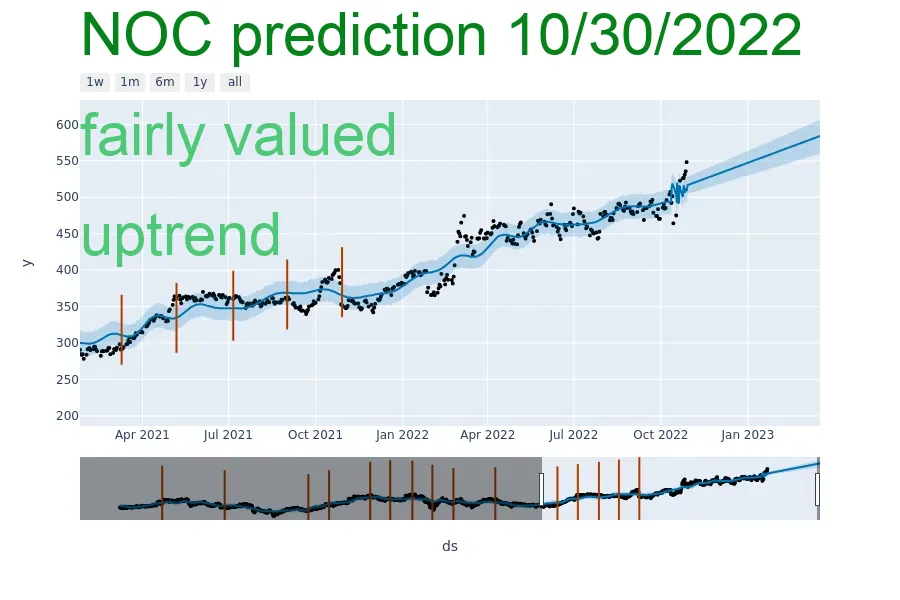 NOC prediction 10/30/2022
1w 1m 6m 1y all
fairly valued
uptrend
600
550
500
450
400
350
300
250
200
y
Apr 2021 Jul 2021 Oct 2021 Jan 2022 Apr 2022 Jul 2022 Oct 2022 Jan 2023
ds